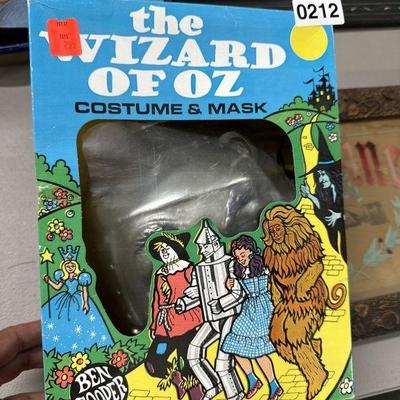 the
0212
WIZARD
OF OZ
COSTUME & MASK
BEN
COOPER